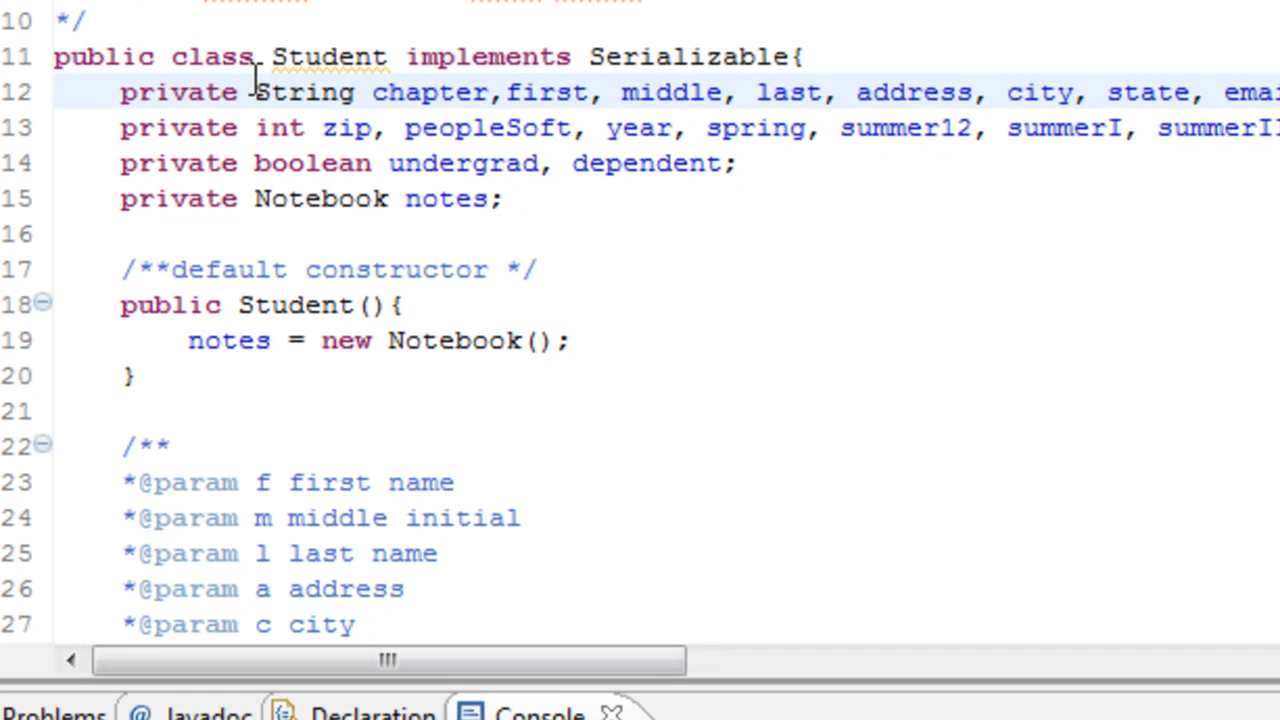 10 */
11 public class Student implements Serializable{
12 private String chapter,first, middle, last, address, city, state, emai
13 private int zip, peopleSoft, year, spring, summer12, summerI, summerII
14 private boolean undergrad, dependent;
15 private Notebook notes;
16
17 /**default constructor */
18 public Student(){
19 notes = new Notebook();
20 }
21
22 /**
23 *@param f first name
24 *@param m middle initial
25 *@param l last name
26 *@param a address
27 *@param c city
Problems @ Javadoc Declaration Console